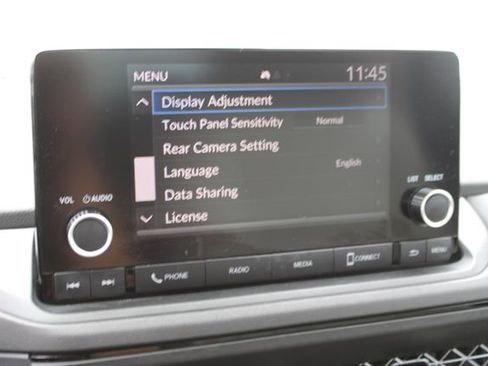 MENU 11:45
Display Adjustment
Touch Panel Sensitivity Normal
Rear Camera Setting
Language English
Data Sharing
License
VOL AUDIO
LIST SELECT
PHONE RADIO MEDIA CONNECT MENU